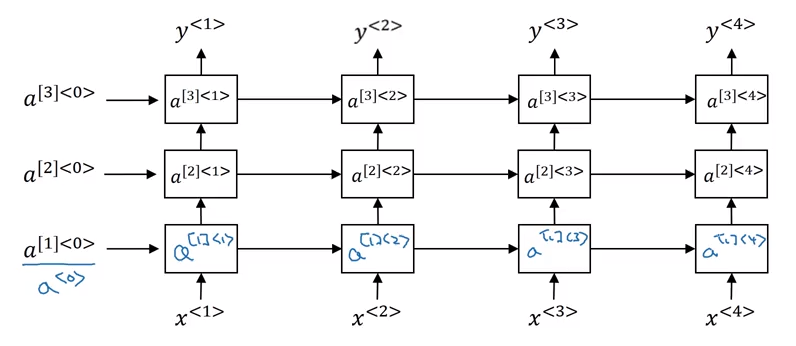 y<1> y<2> y<3> y<4>
a[3]<0> a[3]<1> a[3]<2> a[3]<3> a[3]<4>
a[2]<0> a[2]<1> a[2]<2> a[2]<3> a[2]<4>
a[1]<0> a[1]<1> a[1]<2> a[1]<3> a[1]<4>
a<0>
x<1> x<2> x<3> x<4>